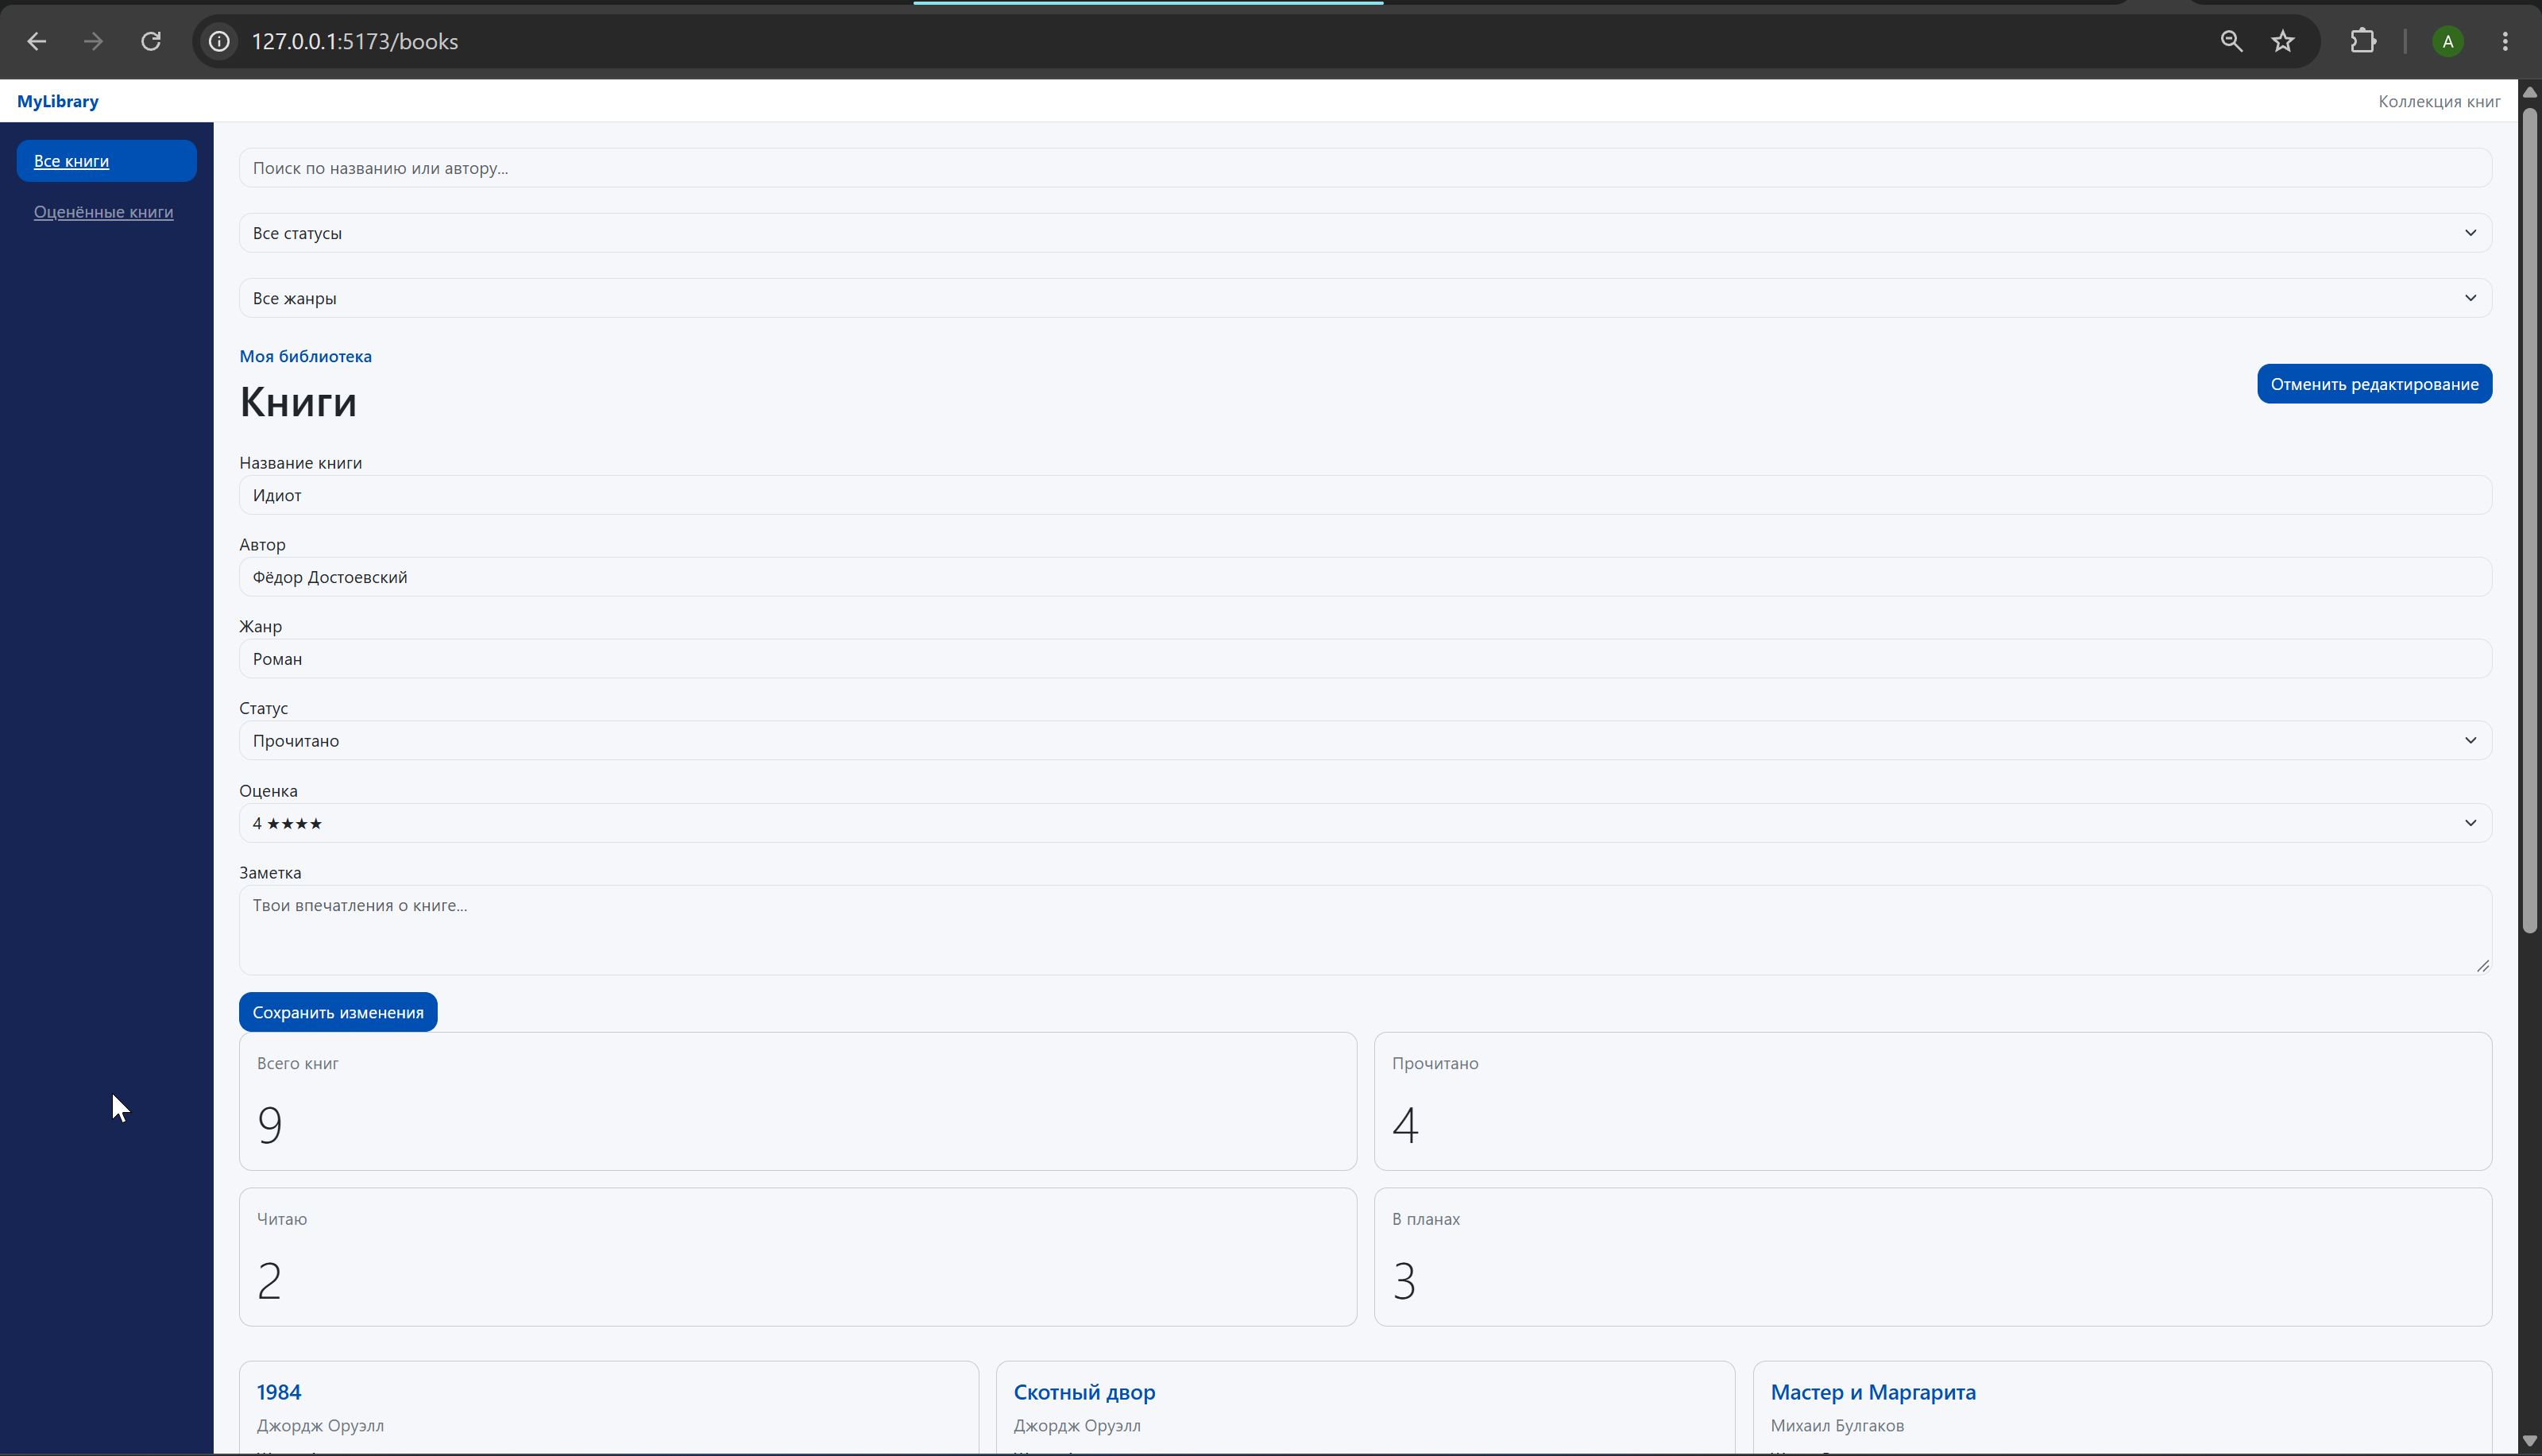 127.0.0.1:5173/books
A
MyLibrary
Коллекция книг
Все книги
Оценённые книги
Поиск по названию или автору...
Все статусы
Все жанры
Моя библиотека
Книги
Отменить редактирование
Название книги
Идиот
Автор
Фёдор Достоевский
Жанр
Роман
Статус
Прочитано
Оценка
4 ★★★★
Заметка
Твои впечатления о книге...
Сохранить изменения
Всего книг
9
Прочитано
4
Читаю
2
В планах
3
1984
Джордж Оруэлл
Скотный двор
Джордж Оруэлл
Мастер и Маргарита
Михаил Булгаков